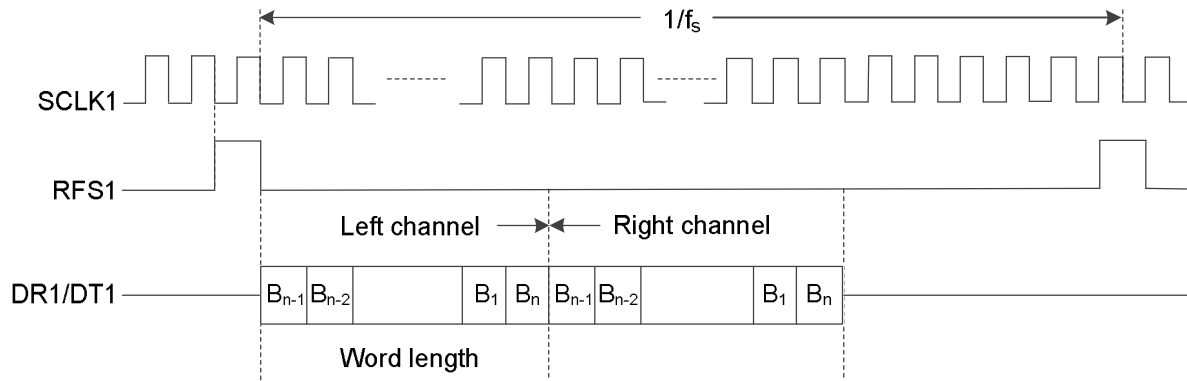 1/fₛ
SCLK1
RFS1
Left channel Right channel
DR1/DT1 Bₙ₋₁ Bₙ₋₂ B₁ Bₙ Bₙ₋₁ Bₙ₋₂ B₁ Bₙ
Word length